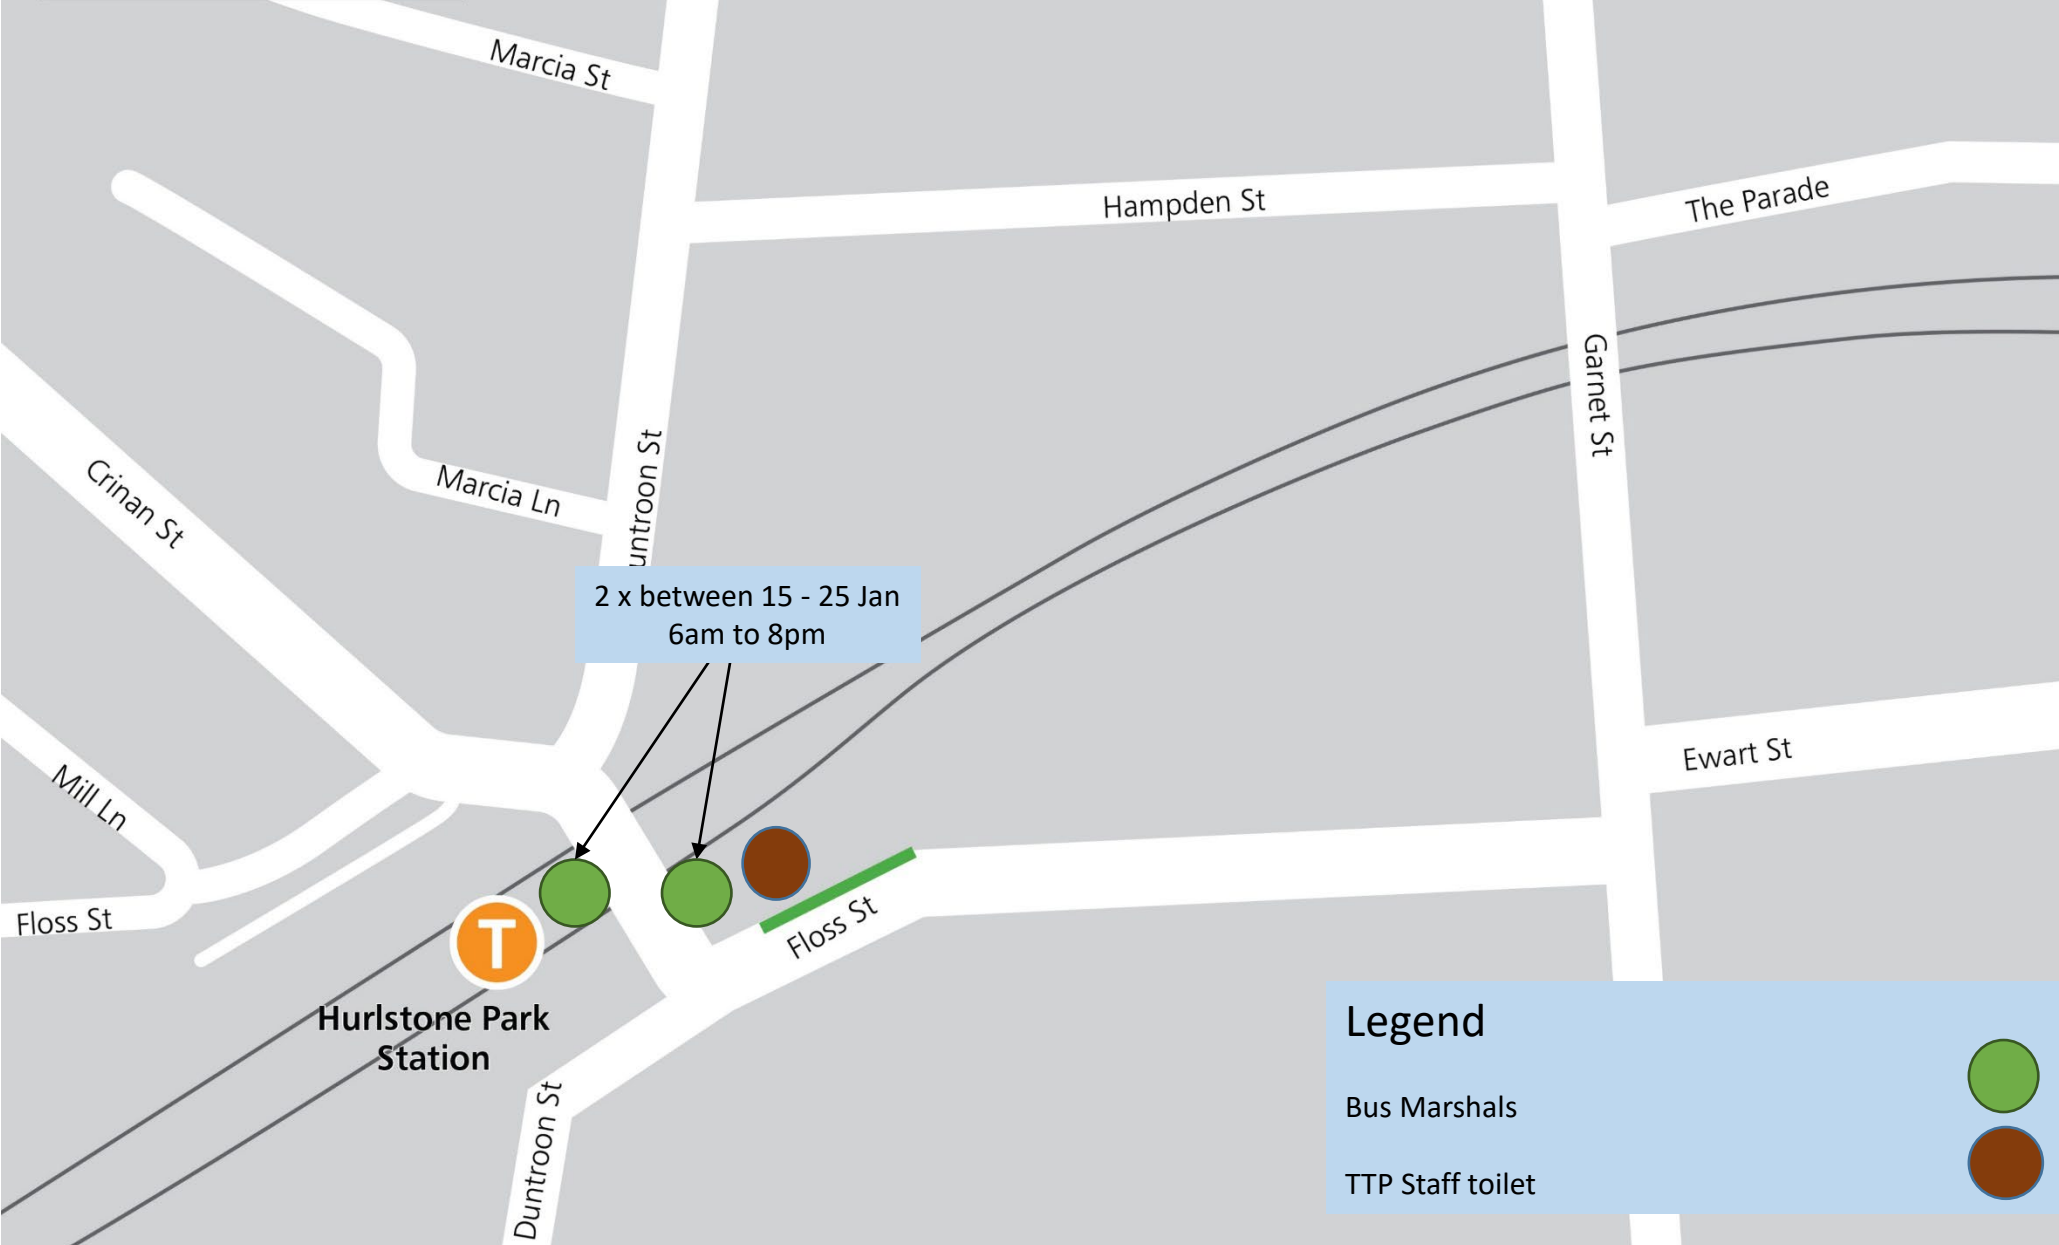 Marcia St
Hampden St
The Parade
Garnet St
untroon St
Crinan St
Marcia Ln
2 x between 15 - 25 Jan
6am to 8pm
Ewart St
Mill Ln
Floss St
Floss St
T
Hurlstone Park
Station
Duntroon St
Legend
Bus Marshals
TTP Staff toilet